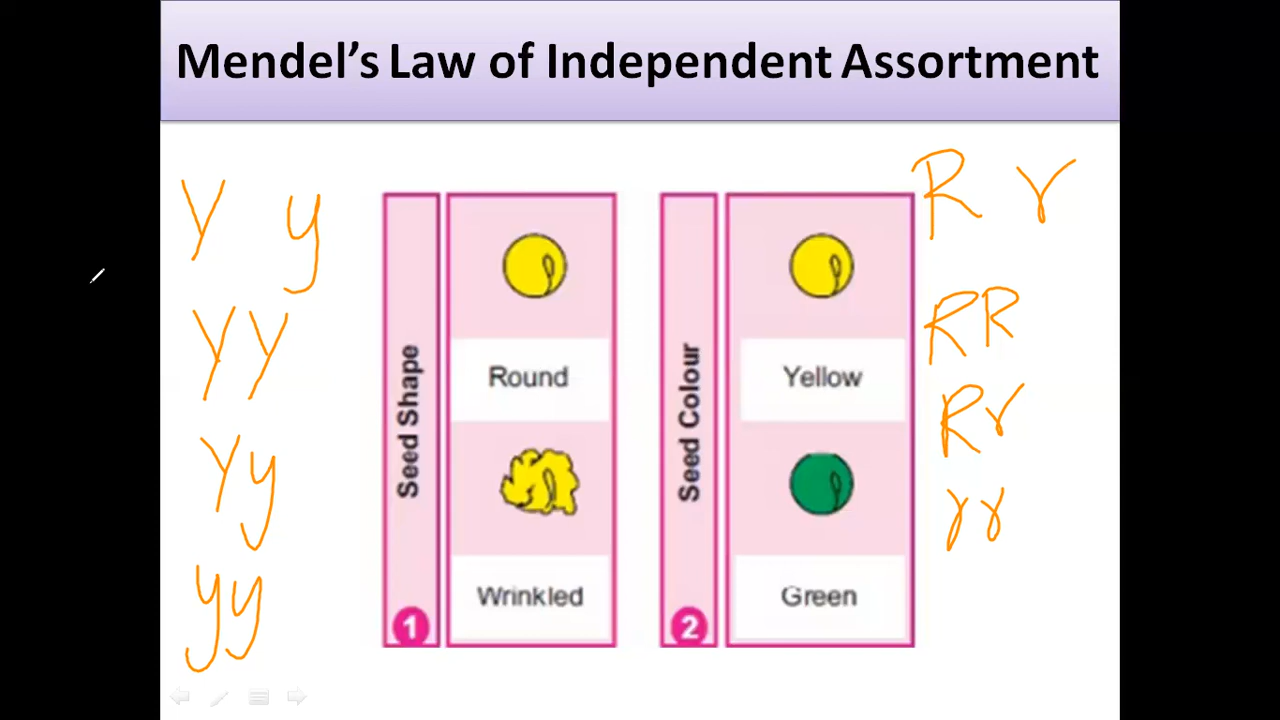 Mendel's Law of Independent Assortment
Y y
YY
Yy
yy
Seed Shape
1
Round
Wrinkled
Seed Colour
2
Yellow
Green
R r
RR
Rr
rr